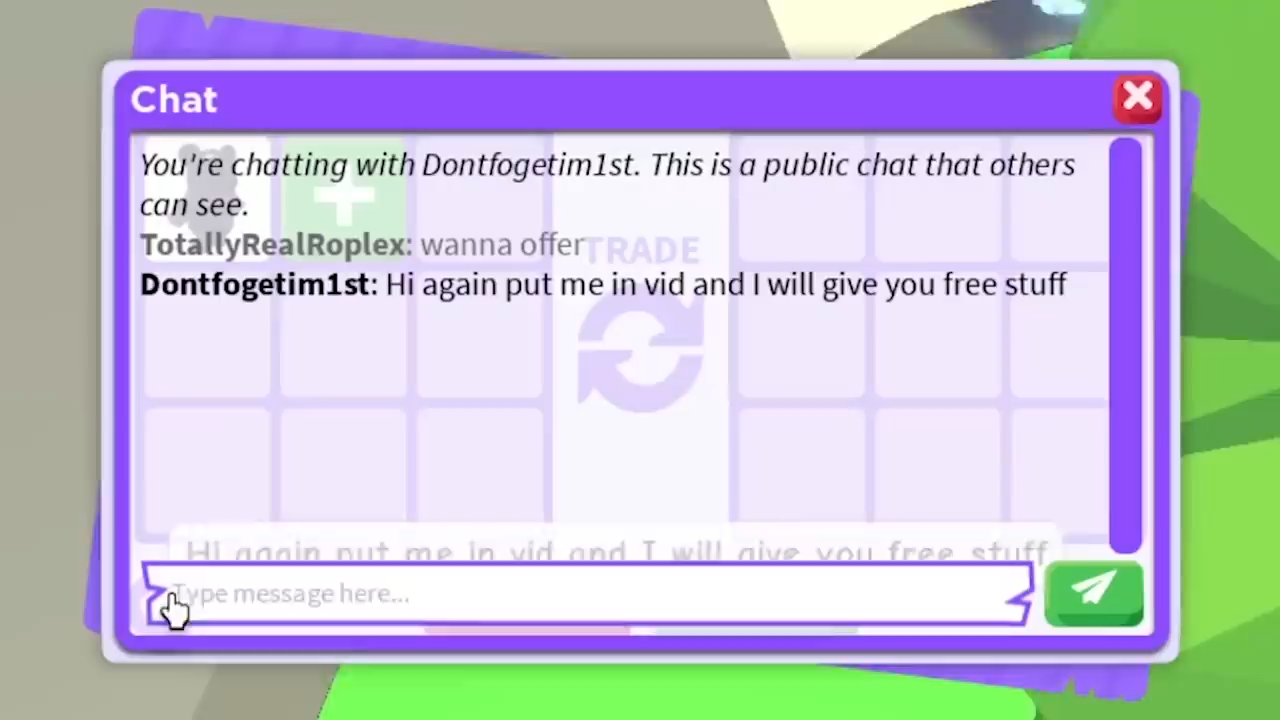 Chat
You're chatting with Dontfogetim1st. This is a public chat that others
can see.
TotallyRealRoplex: wanna offer
TRADE
Dontfogetim1st: Hi again put me in vid and I will give you free stuff
Hi again put me in vid and I will give you free stuff
Type message here...